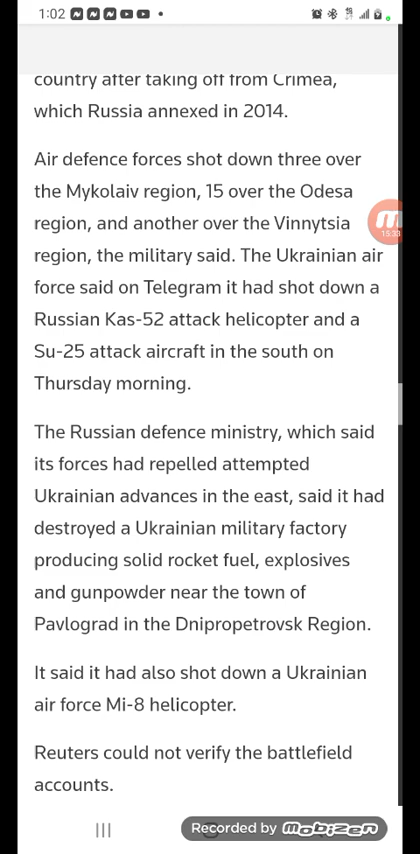 1:02
country after taking off from Crimea,
which Russia annexed in 2014.
Air defence forces shot down three over
the Mykolaiv region, 15 over the Odesa
region, and another over the Vinnytsia
15:33
region, the military said. The Ukrainian air
force said on Telegram it had shot down a
Russian Kas-52 attack helicopter and a
Su-25 attack aircraft in the south on
Thursday morning.
The Russian defence ministry, which said
its forces had repelled attempted
Ukrainian advances in the east, said it had
destroyed a Ukrainian military factory
producing solid rocket fuel, explosives
and gunpowder near the town of
Pavlograd in the Dnipropetrovsk Region.
It said it had also shot down a Ukrainian
air force Mi-8 helicopter.
Reuters could not verify the battlefield
accounts.
Recorded by mobizen